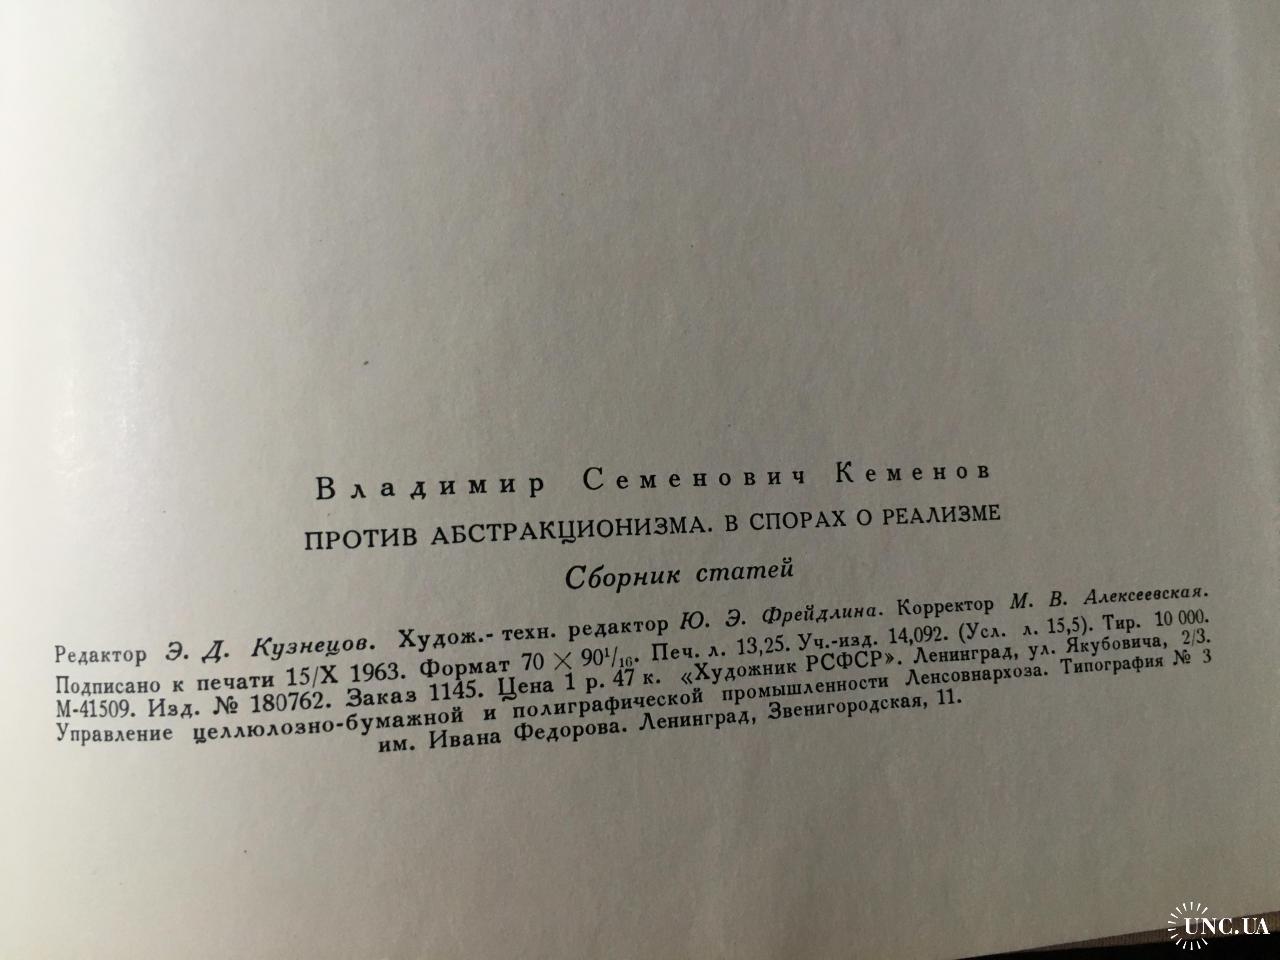 Владимир Семенович Кеменов
ПРОТИВ АБСТРАКЦИОНИЗМА. В СПОРАХ О РЕАЛИЗМЕ
Сборник статей
Редактор Э. Д. Кузнецов. Худож.- техн. редактор Ю. Э. Фрейдлина. Корректор М. В. Алексеевская.
Подписано к печати 15/X 1963. Формат 70 × 90¹/₁₆. Печ. л. 13,25. Уч.-изд. 14,092. (Усл. л. 15,5). Тир. 10 000.
М-41509. Изд. № 180762. Заказ 1145. Цена 1 р. 47 к. «Художник РСФСР». Ленинград, ул. Якубовича, 2/3.
Управление целлюлозно-бумажной и полиграфической промышленности Ленсовнархоза. Типография № 3
им. Ивана Федорова. Ленинград, Звенигородская, 11.
UNC.UA